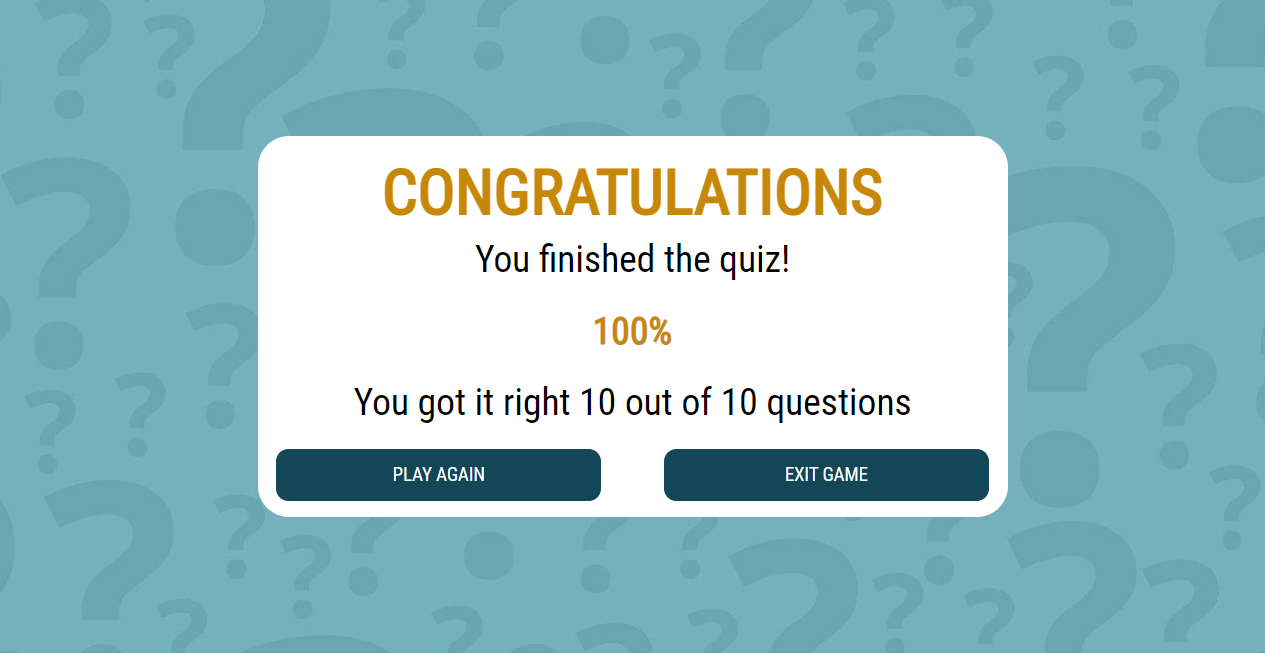 CONGRATULATIONS
You finished the quiz!
100%
You got it right 10 out of 10 questions
PLAY AGAIN
EXIT GAME